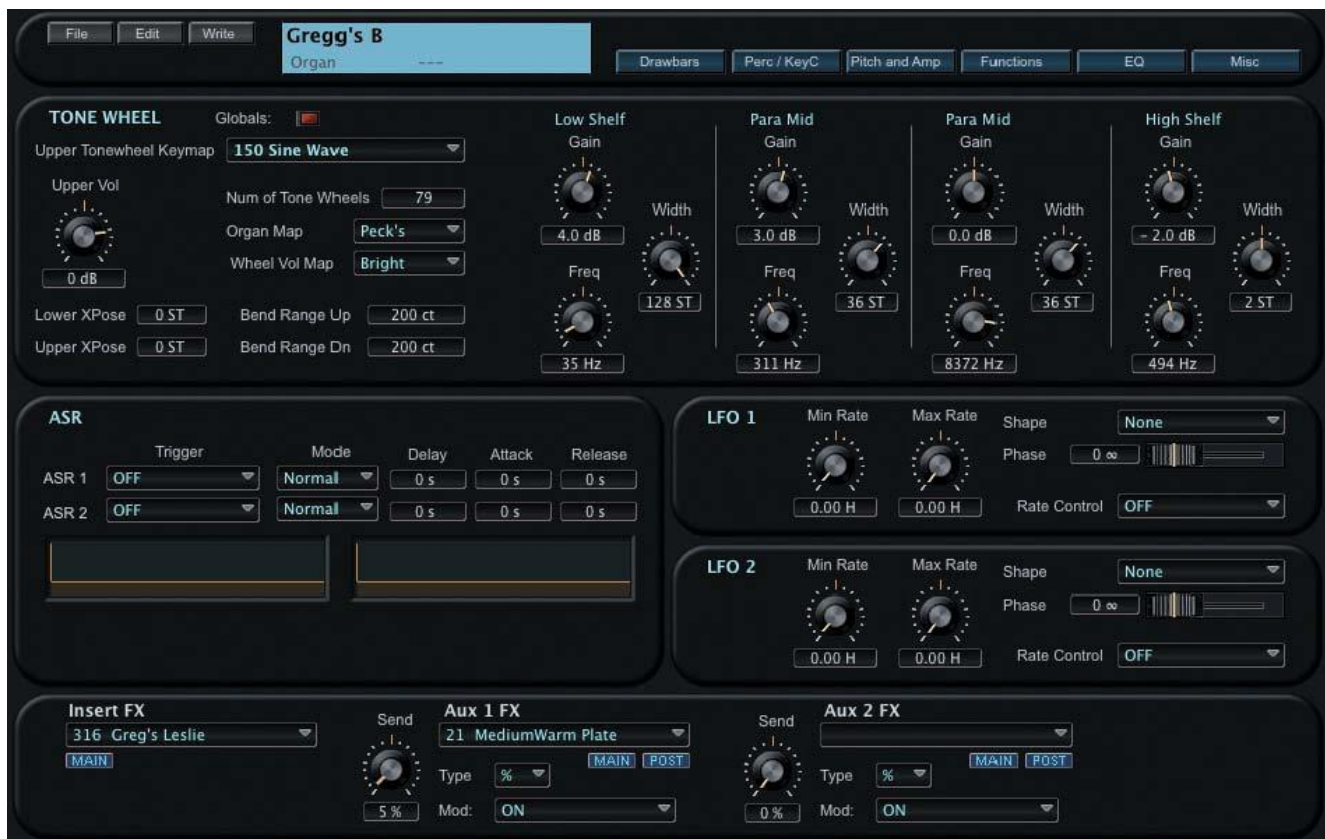 File Edit Write
Gregg's B
Organ ---
Drawbars Perc / KeyC Pitch and Amp Functions EQ Misc
TONE WHEEL Globals:
Upper Tonewheel Keymap 150 Sine Wave
Upper Vol
0 dB
Num of Tone Wheels 79
Organ Map Peck's
Wheel Vol Map Bright
Lower XPose 0 ST Bend Range Up 200 ct
Upper XPose 0 ST Bend Range Dn 200 ct
Low Shelf Para Mid Para Mid High Shelf
Gain Gain Gain Gain
Width Width Width Width
4.0 dB 3.0 dB 0.0 dB - 2.0 dB
Freq Freq Freq Freq
128 ST 36 ST 36 ST 2 ST
35 Hz 311 Hz 8372 Hz 494 Hz
ASR
Trigger Mode Delay Attack Release
ASR 1 OFF Normal 0 s 0 s 0 s
ASR 2 OFF Normal 0 s 0 s 0 s
LFO 1 Min Rate Max Rate Shape None
Phase 0 ∞
0.00 H 0.00 H Rate Control OFF
LFO 2 Min Rate Max Rate Shape None
Phase 0 ∞
0.00 H 0.00 H Rate Control OFF
Insert FX
316 Greg's Leslie
MAIN
Send
5 %
Aux 1 FX
21 MediumWarm Plate
MAIN POST
Type %
Mod: ON
Send
0 %
Aux 2 FX
MAIN POST
Type %
Mod: ON